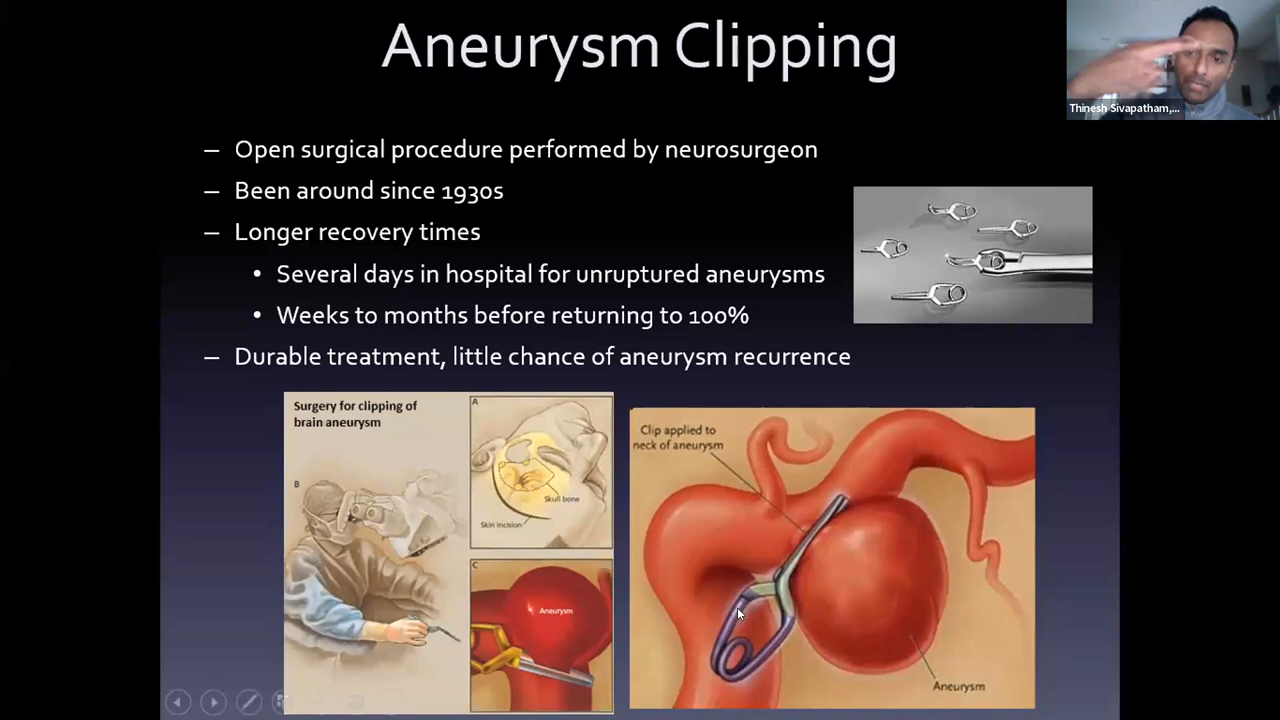 Aneurysm Clipping
Thinesh Sivapatham,...
– Open surgical procedure performed by neurosurgeon
– Been around since 1930s
– Longer recovery times
• Several days in hospital for unruptured aneurysms
• Weeks to months before returning to 100%
– Durable treatment, little chance of aneurysm recurrence
Surgery for clipping of
brain aneurysm
A
Skull bone
Skin incision
B
C
Aneurysm
Clip applied to
neck of aneurysm
Aneurysm